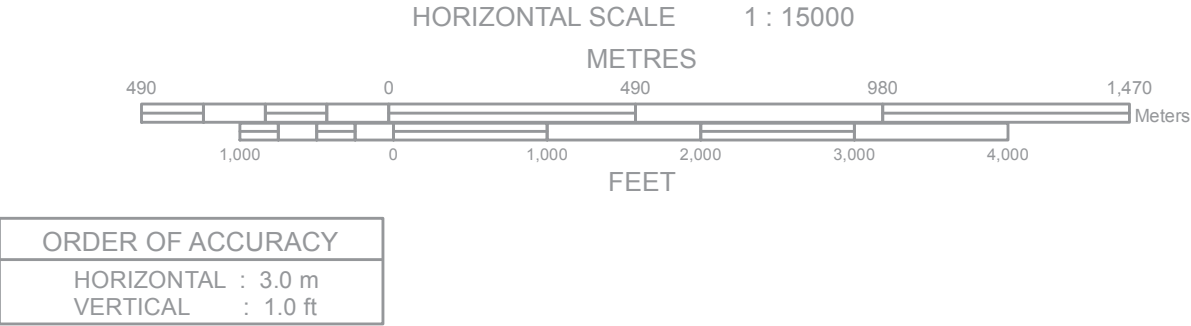 HORIZONTAL SCALE 1 : 15000
METRES
490 0 490 980 1,470
Meters
1,000 0 1,000 2,000 3,000 4,000
FEET
ORDER OF ACCURACY
HORIZONTAL : 3.0 m
VERTICAL : 1.0 ft